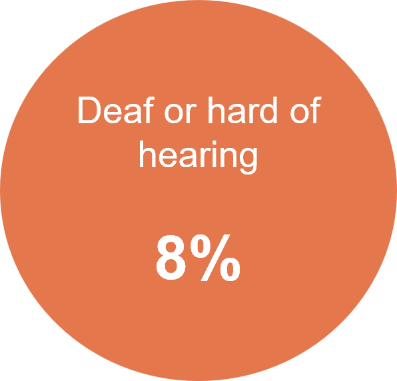 Deaf or hard of
hearing
8%